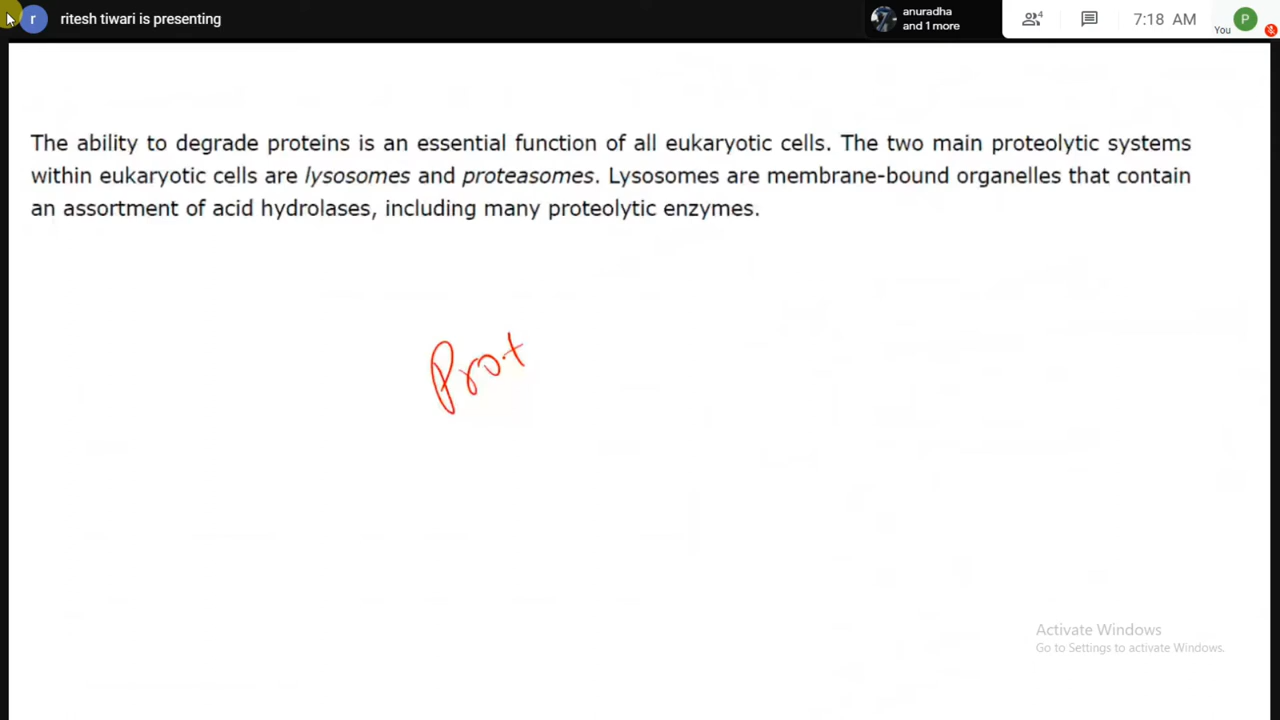 r ritesh tiwari is presenting
anuradha
and 1 more
4
7:18 AM
You
P
The ability to degrade proteins is an essential function of all eukaryotic cells. The two main proteolytic systems
within eukaryotic cells are lysosomes and proteasomes. Lysosomes are membrane-bound organelles that contain
an assortment of acid hydrolases, including many proteolytic enzymes.
Prot
Activate Windows
Go to Settings to activate Windows.